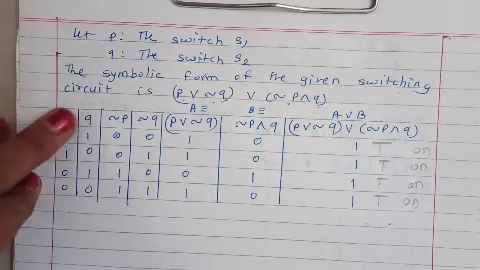 Let p: The switch S1
q: The switch S2
The symbolic form of the given switching
circuit is (p ∨ ~q) ∨ (~p ∧ q)
A ≡ B ≡ A ∨ B
q ~p ~q (p ∨ ~q) ~p ∧ q (p ∨ ~q) ∨ (~p ∧ q)
1 0 0 1 0 1 T on
1 0 0 1 1 0 1 T on
0 1 1 0 0 1 1 T on
0 0 1 1 1 0 1 T on